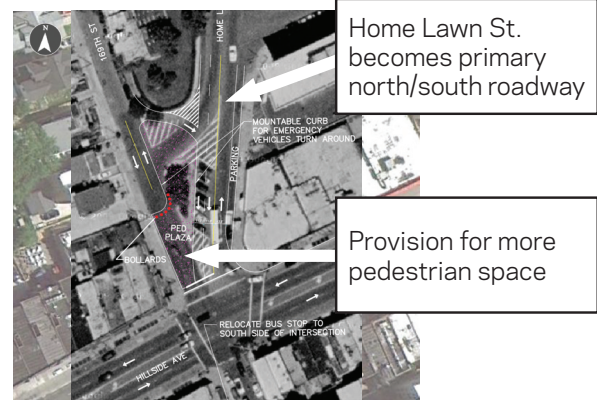 N
169TH ST
HOME L
Home Lawn St.
becomes primary
north/south roadway
MOUNTABLE CURB
FOR EMERGENCY
VEHICLES TURN AROUND
PARKING
PED
PLAZA
BOLLARDS
Provision for more
pedestrian space
RELOCATE BUS STOP TO
SOUTH SIDE OF INTERSECTION
HILLSIDE AVE